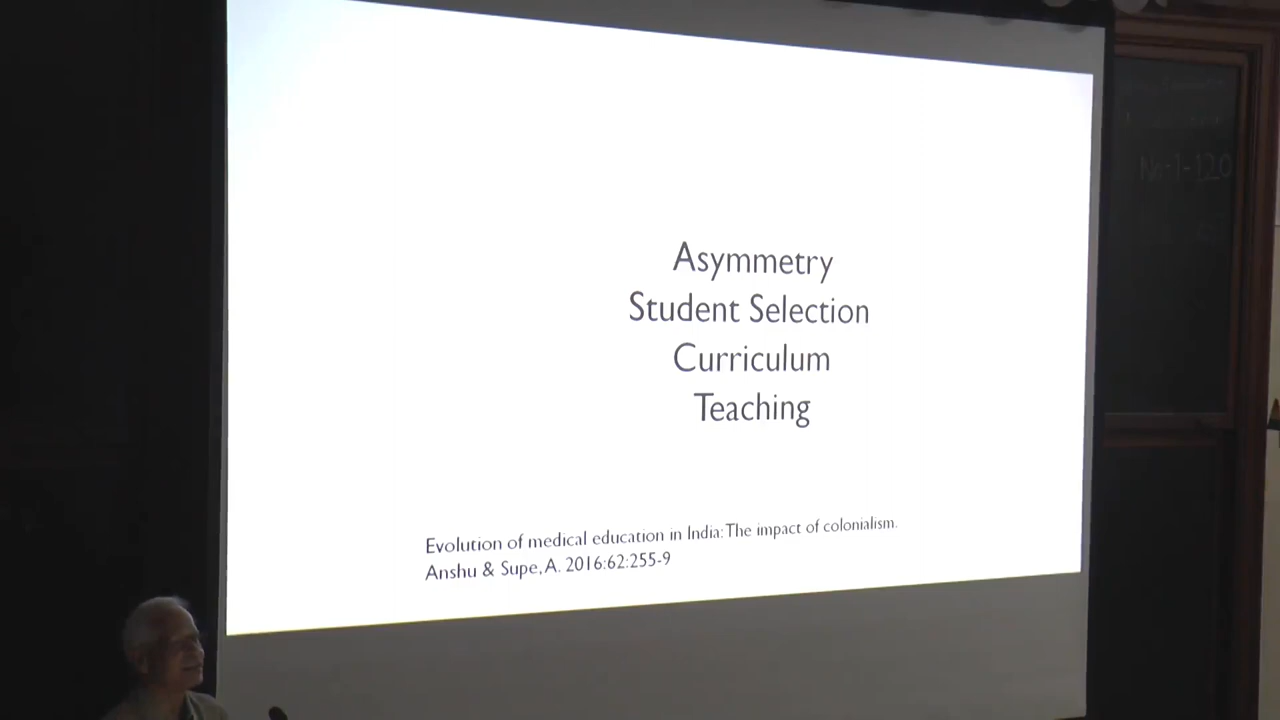 Asymmetry
Student Selection
Curriculum
Teaching
Evolution of medical education in India: The impact of colonialism.
Anshu & Supe, A. 2016:62:255-9